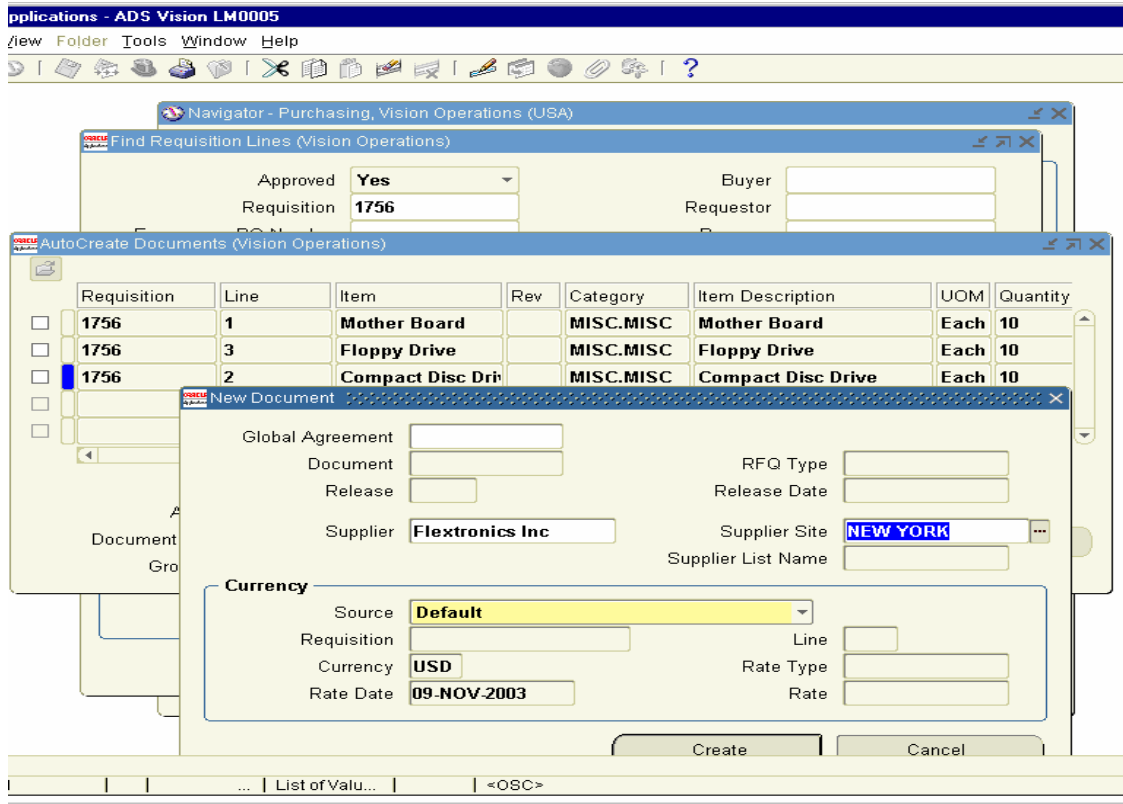 pplications - ADS Vision LM0005
View Folder Tools Window Help
Navigator - Purchasing, Vision Operations (USA)
Find Requisition Lines (Vision Operations)
Approved Yes Buyer
Requisition 1756 Requestor
AutoCreate Documents (Vision Operations)
Requisition Line Item Rev Category Item Description UOM Quantity
1756 1 Mother Board MISC.MISC Mother Board Each 10
1756 3 Floppy Drive MISC.MISC Floppy Drive Each 10
1756 2 Compact Disc Driv MISC.MISC Compact Disc Drive Each 10
New Document
Global Agreement
Document RFQ Type
Release Release Date
A
Document Supplier Flextronics Inc Supplier Site NEW YORK ...
Gro Supplier List Name
Currency
Source Default
Requisition Line
Currency USD Rate Type
Rate Date 09-NOV-2003 Rate
Create Cancel
... List of Valu... <OSC>